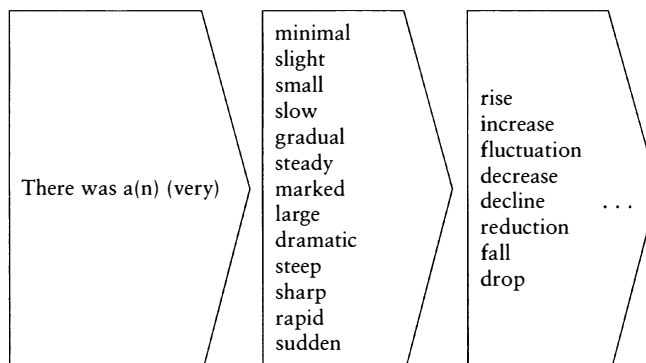 There was a(n) (very)
minimal
slight
small
slow
gradual
steady
marked
large
dramatic
steep
sharp
rapid
sudden
rise
increase
fluctuation
decrease
decline
reduction
fall
drop
. . .